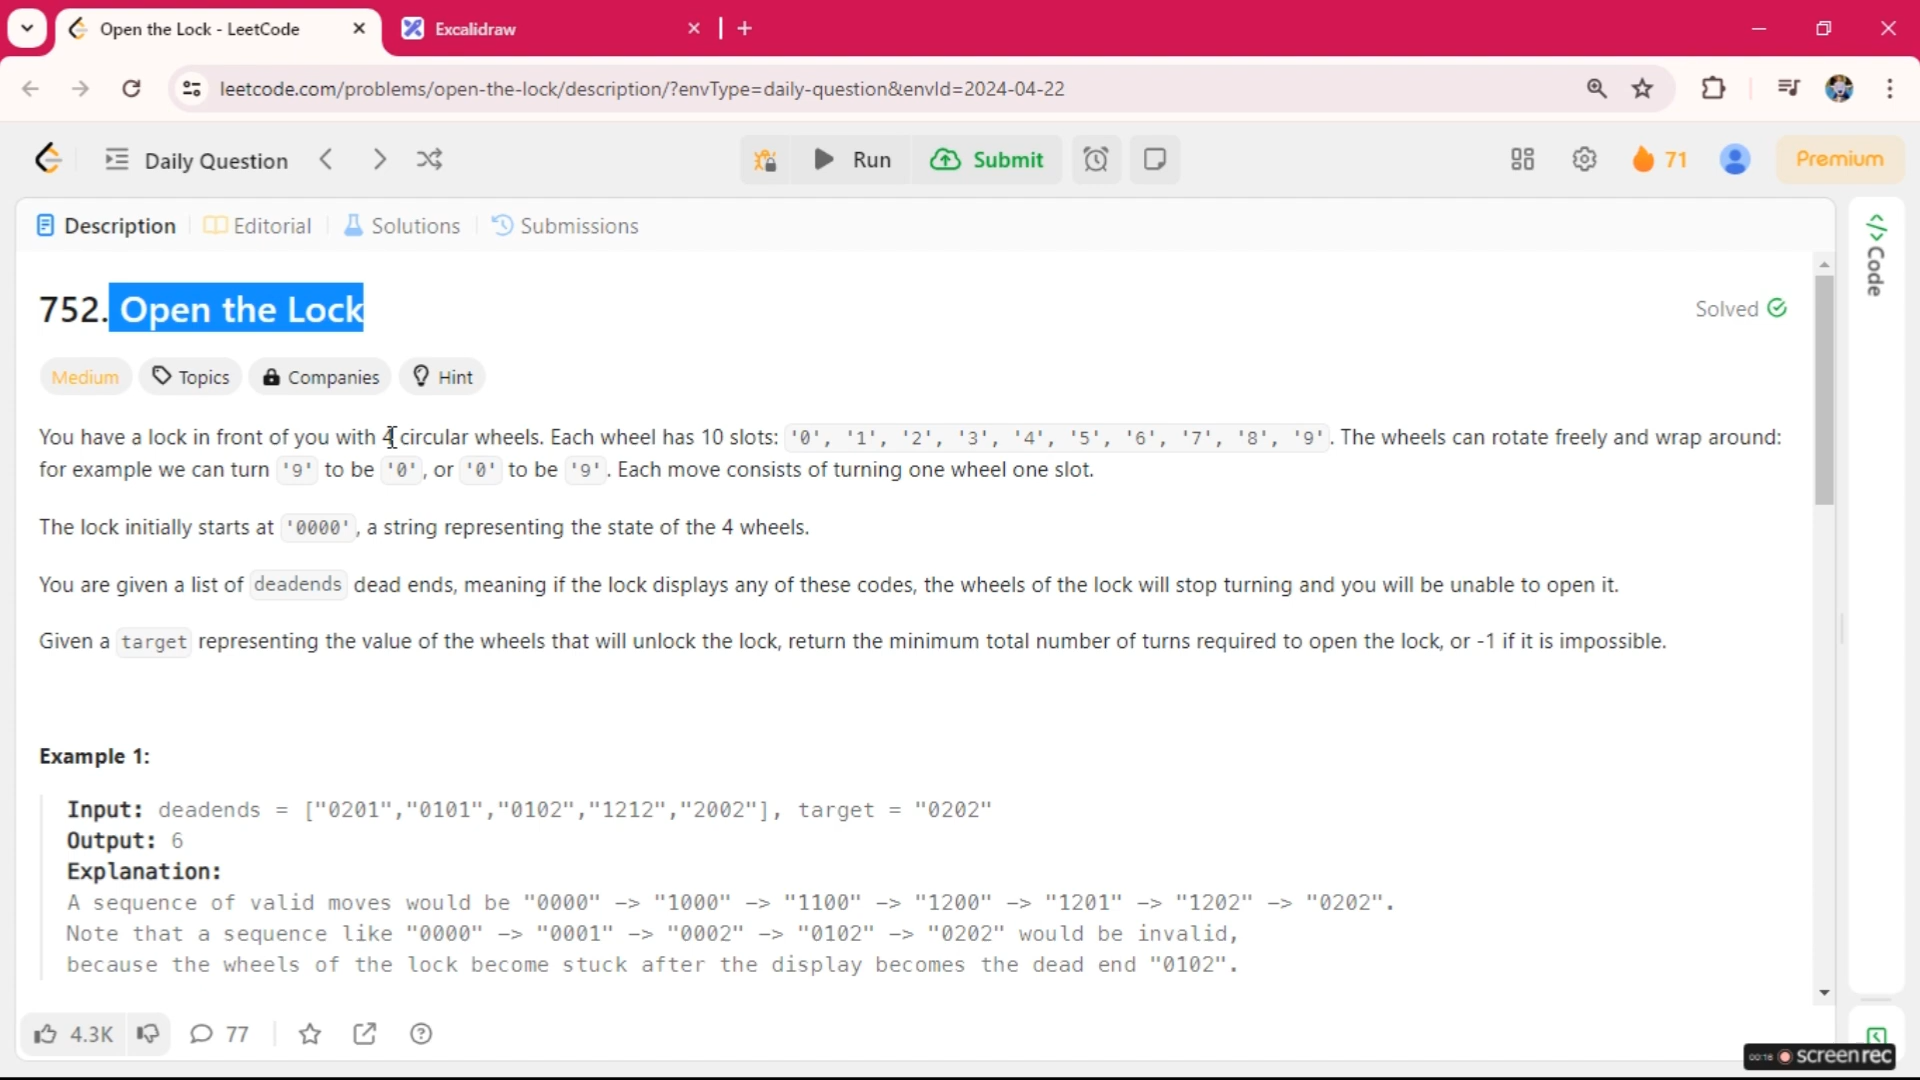 Open the Lock - LeetCode
Excalidraw
leetcode.com/problems/open-the-lock/description/?envType=daily-question&envId=2024-04-22
Daily Question
Run
Submit
71
Premium
Description
Editorial
Solutions
Submissions
Code
752. Open the Lock
Solved
Medium
Topics
Companies
Hint
You have a lock in front of you with 4 circular wheels. Each wheel has 10 slots: '0', '1', '2', '3', '4', '5', '6', '7', '8', '9'. The wheels can rotate freely and wrap around:
for example we can turn '9' to be '0', or '0' to be '9'. Each move consists of turning one wheel one slot.
The lock initially starts at '0000', a string representing the state of the 4 wheels.
You are given a list of deadends dead ends, meaning if the lock displays any of these codes, the wheels of the lock will stop turning and you will be unable to open it.
Given a target representing the value of the wheels that will unlock the lock, return the minimum total number of turns required to open the lock, or -1 if it is impossible.
Example 1:
Input: deadends = ["0201","0101","0102","1212","2002"], target = "0202"
Output: 6
Explanation:
A sequence of valid moves would be "0000" -> "1000" -> "1100" -> "1200" -> "1201" -> "1202" -> "0202".
Note that a sequence like "0000" -> "0001" -> "0002" -> "0102" -> "0202" would be invalid,
because the wheels of the lock become stuck after the display becomes the dead end "0102".
4.3K
77
00:16 screenrec